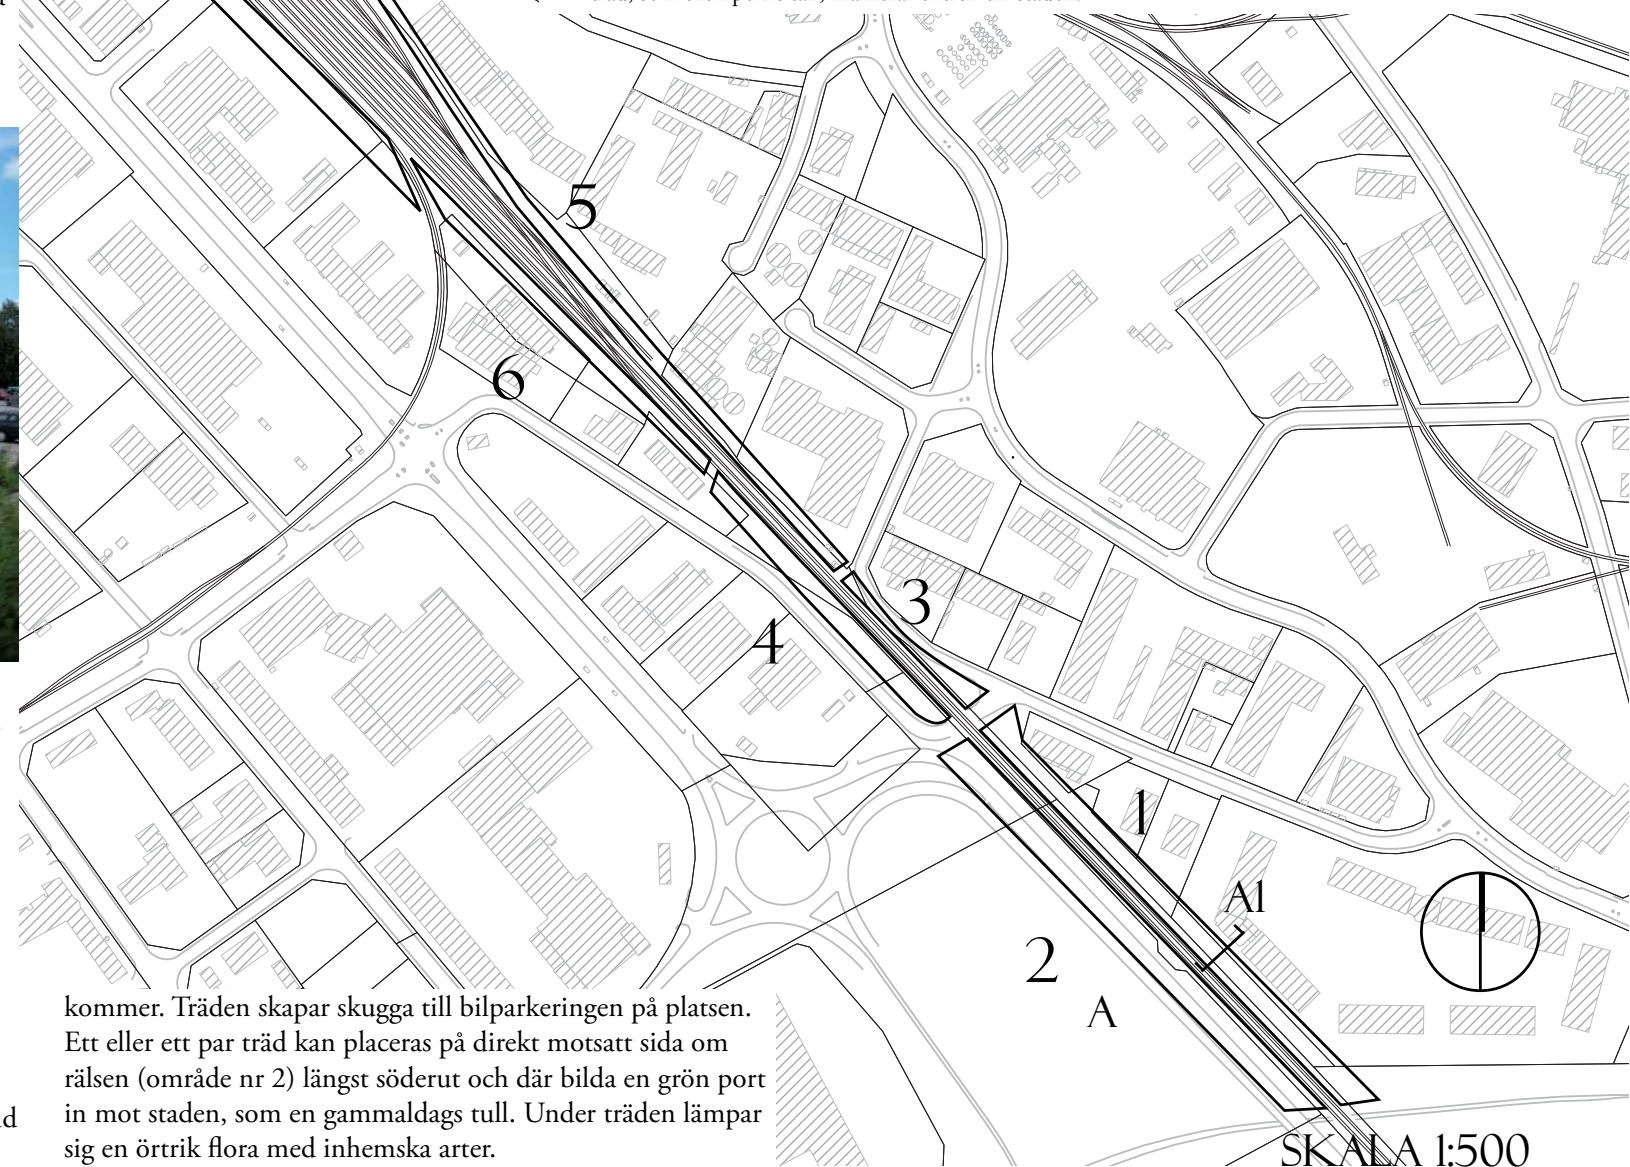 5
6
3
4
1
A1
2
A
kommer. Träden skapar skugga till bilparkeringen på platsen.
Ett eller ett par träd kan placeras på direkt motsatt sida om
rälsen (område nr 2) längst söderut och där bilda en grön port
in mot staden, som en gammaldags tull. Under träden lämpar
sig en örtrik flora med inhemska arter.
SKALA 1:500